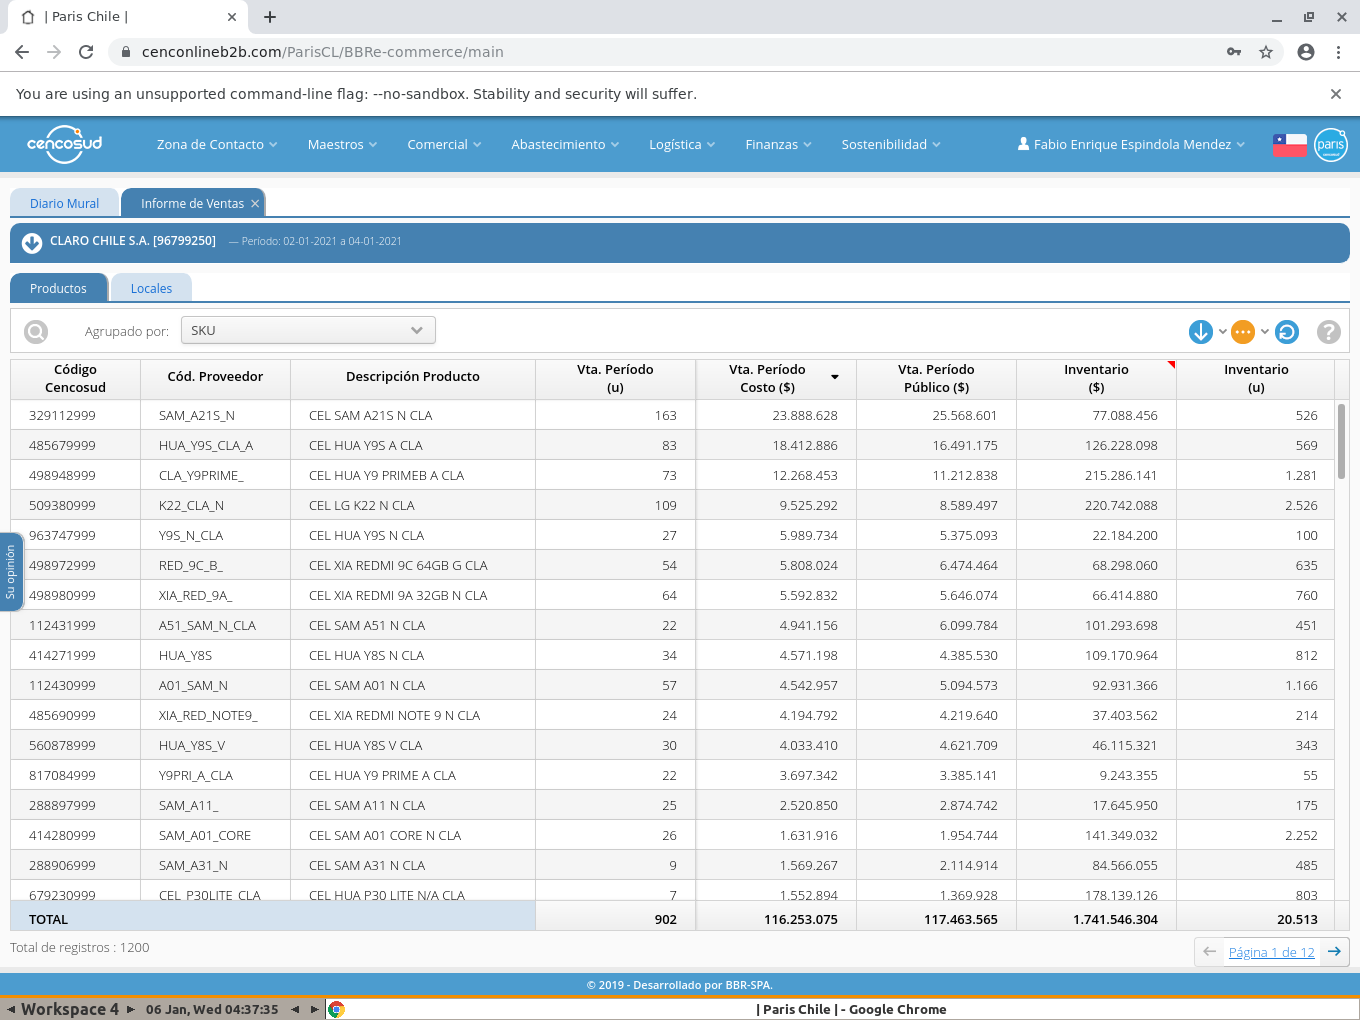 | Paris Chile |
cenconlineb2b.com/ParisCL/BBRe-commerce/main
You are using an unsupported command-line flag: --no-sandbox. Stability and security will suffer.
cencosud Zona de Contacto Maestros Comercial Abastecimiento Logística Finanzas Sostenibilidad Fabio Enrique Espindola Mendez paris cencosud
Diario Mural Informe de Ventas
CLARO CHILE S.A. [96799250] — Período: 02-01-2021 a 04-01-2021
Productos Locales
Agrupado por: SKU
Código Cencosud Cód. Proveedor Descripción Producto Vta. Período (u) Vta. Período Costo ($) Vta. Período Público ($) Inventario ($) Inventario (u)
329112999 SAM_A21S_N CEL SAM A21S N CLA 163 23.888.628 25.568.601 77.088.456 526
485679999 HUA_Y9S_CLA_A CEL HUA Y9S A CLA 83 18.412.886 16.491.175 126.228.098 569
498948999 CLA_Y9PRIME_ CEL HUA Y9 PRIMEB A CLA 73 12.268.453 11.212.838 215.286.141 1.281
509380999 K22_CLA_N CEL LG K22 N CLA 109 9.525.292 8.589.497 220.742.088 2.526
963747999 Y9S_N_CLA CEL HUA Y9S N CLA 27 5.989.734 5.375.093 22.184.200 100
498972999 RED_9C_B_ CEL XIA REDMI 9C 64GB G CLA 54 5.808.024 6.474.464 68.298.060 635
498980999 XIA_RED_9A_ CEL XIA REDMI 9A 32GB N CLA 64 5.592.832 5.646.074 66.414.880 760
112431999 A51_SAM_N_CLA CEL SAM A51 N CLA 22 4.941.156 6.099.784 101.293.698 451
414271999 HUA_Y8S CEL HUA Y8S N CLA 34 4.571.198 4.385.530 109.170.964 812
112430999 A01_SAM_N CEL SAM A01 N CLA 57 4.542.957 5.094.573 92.931.366 1.166
485690999 XIA_RED_NOTE9_ CEL XIA REDMI NOTE 9 N CLA 24 4.194.792 4.219.640 37.403.562 214
560878999 HUA_Y8S_V CEL HUA Y8S V CLA 30 4.033.410 4.621.709 46.115.321 343
817084999 Y9PRI_A_CLA CEL HUA Y9 PRIME A CLA 22 3.697.342 3.385.141 9.243.355 55
288897999 SAM_A11_ CEL SAM A11 N CLA 25 2.520.850 2.874.742 17.645.950 175
414280999 SAM_A01_CORE CEL SAM A01 CORE N CLA 26 1.631.916 1.954.744 141.349.032 2.252
288906999 SAM_A31_N CEL SAM A31 N CLA 9 1.569.267 2.114.914 84.566.055 485
679230999 CEL_P30LITE_CLA CEL HUA P30 LITE N/A CLA 7 1.552.894 1.369.928 178.139.126 803
TOTAL 902 116.253.075 117.463.565 1.741.546.304 20.513
Su opinión
Total de registros : 1200
Página 1 de 12
© 2019 - Desarrollado por BBR-SPA.
Workspace 4 06 Jan, Wed 04:37:35 | Paris Chile | - Google Chrome